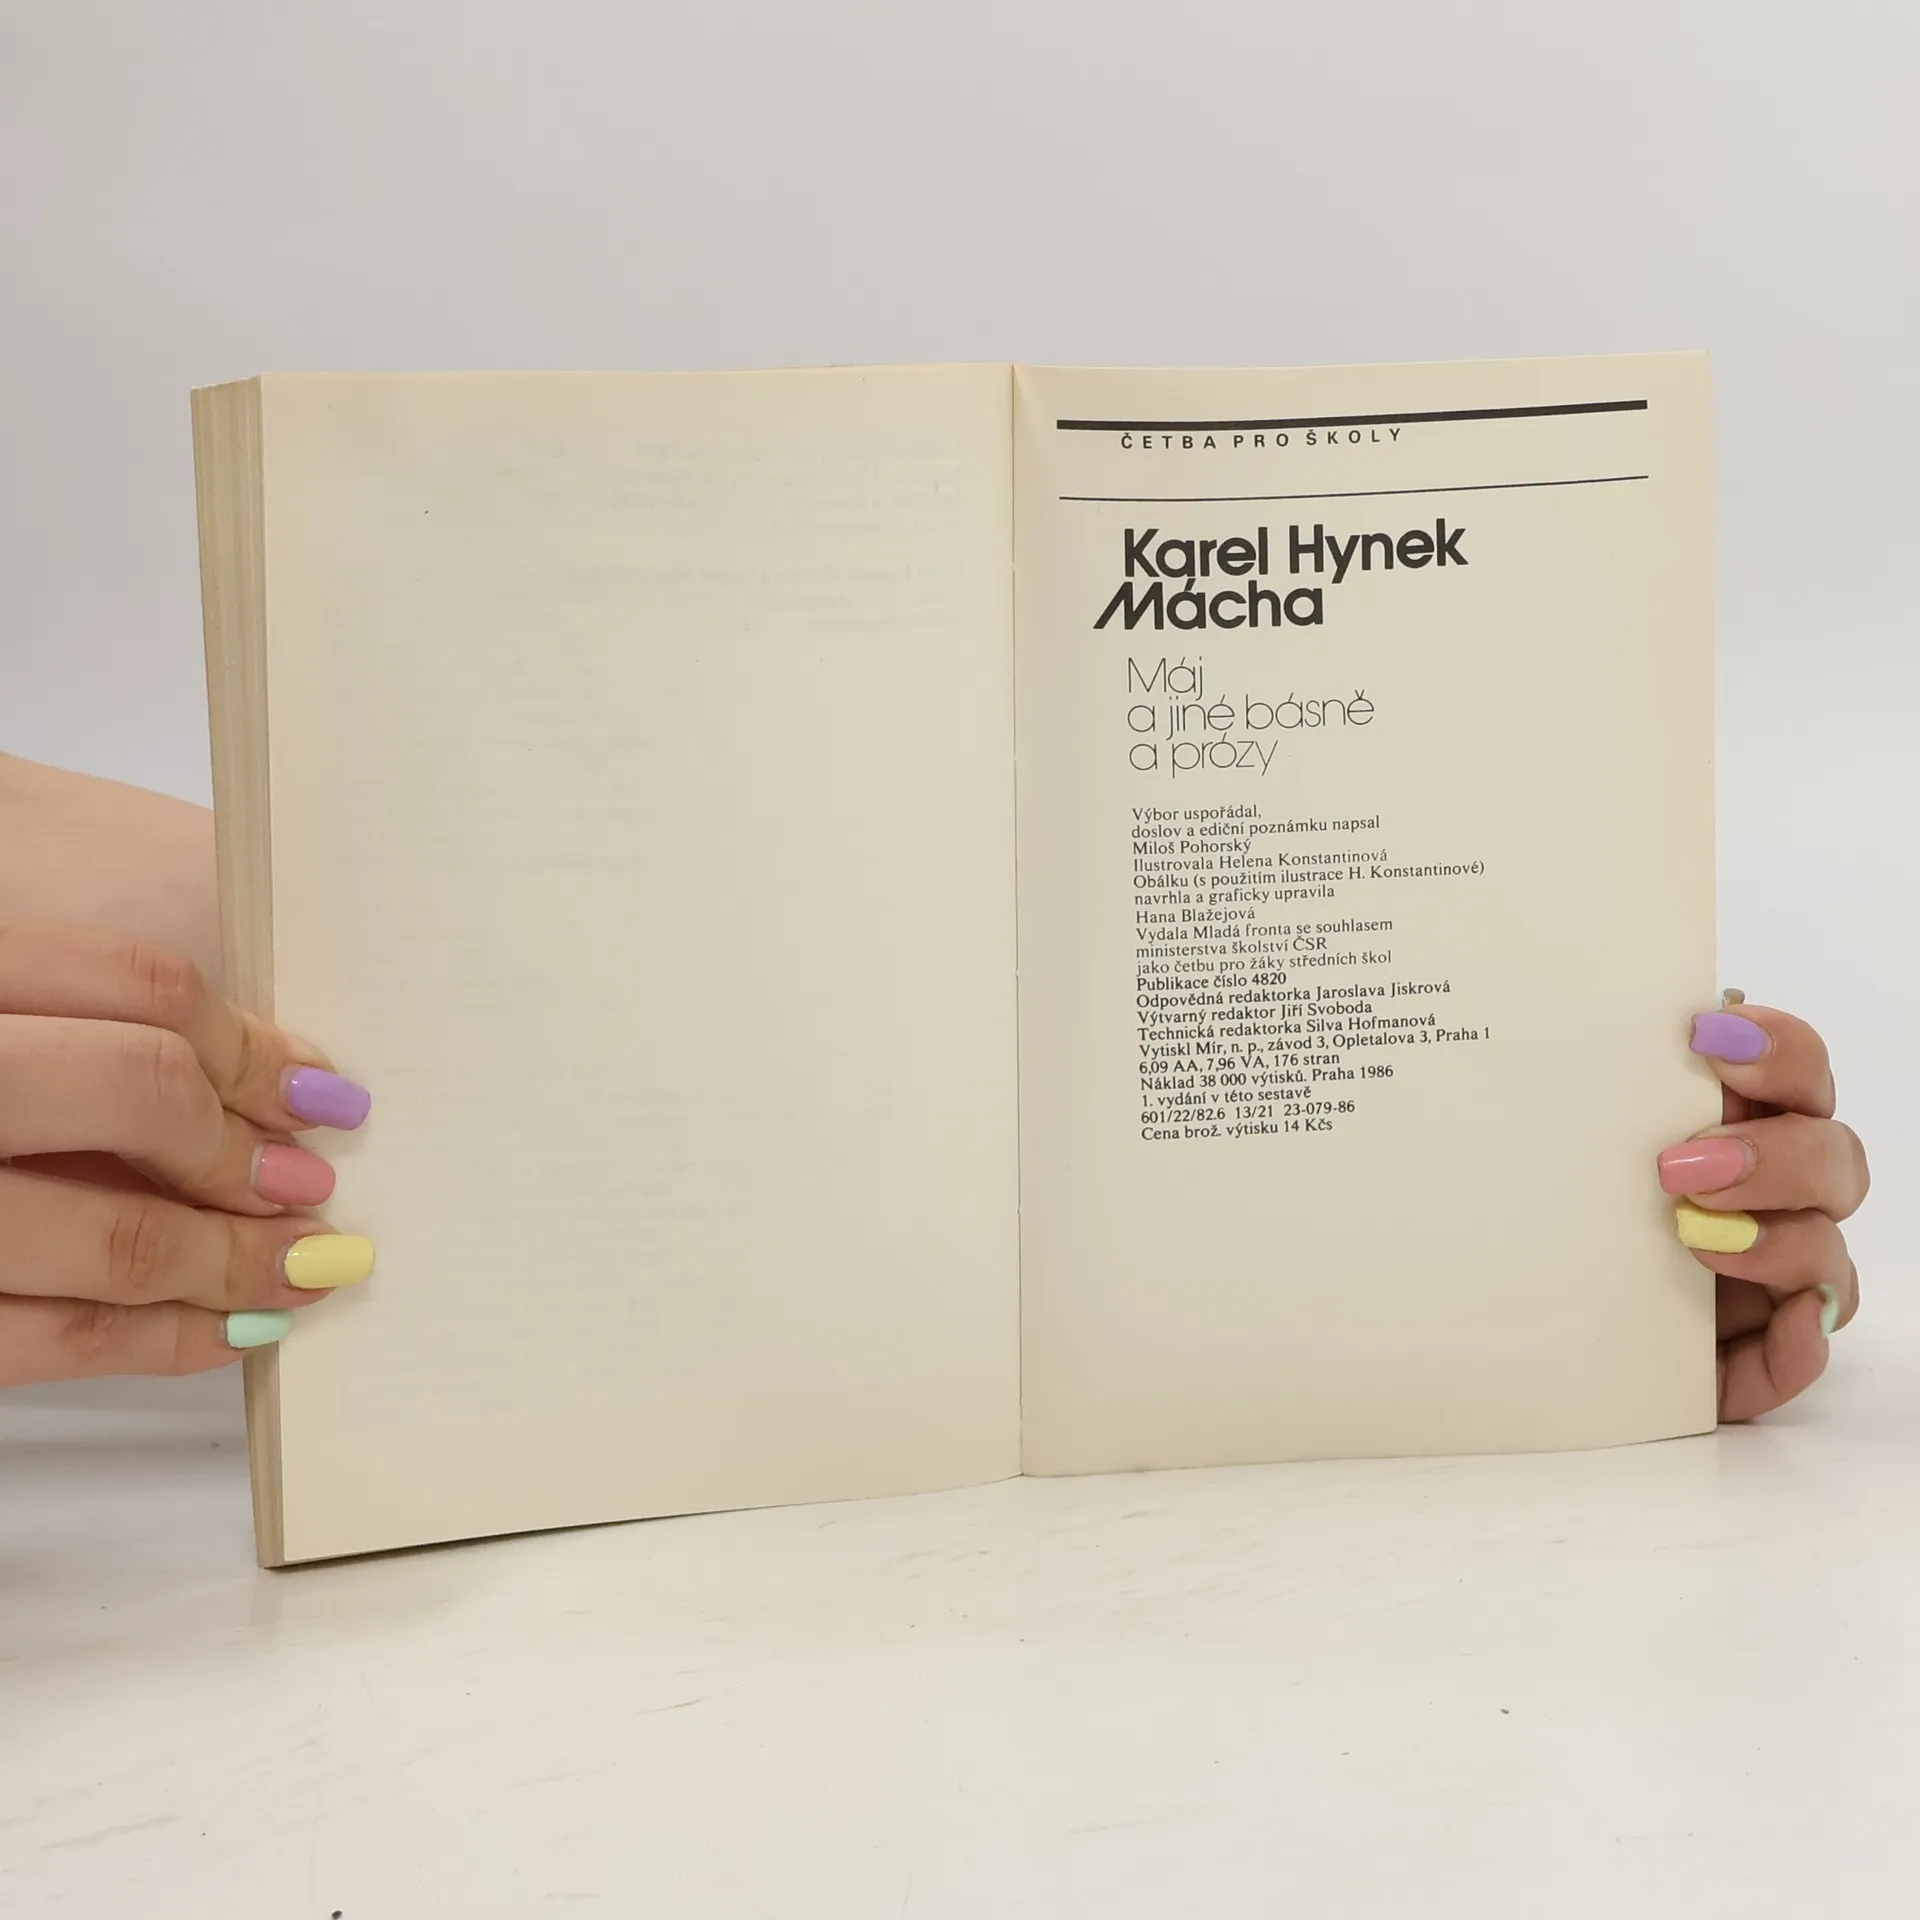 ČETBA PRO ŠKOLY
Karel Hynek
Mácha
Máj
a jiné básně
a prózy
Výbor uspořádal,
doslov a ediční poznámku napsal
Miloš Pohorský
Ilustrovala Helena Konstantinová
Obálku (s použitím ilustrace H. Konstantinové)
navrhla a graficky upravila
Hana Blažejová
Vydala Mladá fronta se souhlasem
ministerstva školství ČSR
jako četbu pro žáky středních škol
Publikace číslo 4820
Odpovědná redaktorka Jaroslava Jiskrová
Výtvarný redaktor Jiří Svoboda
Technická redaktorka Silva Hofmanová
Vytiskl Mír, n. p., závod 3, Opletalova 3, Praha 1
6,09 AA, 7,96 VA, 176 stran
Náklad 38 000 výtisků. Praha 1986
1. vydání v této sestavě
601/22/82.6 13/21 23-079-86
Cena brož. výtisku 14 Kčs